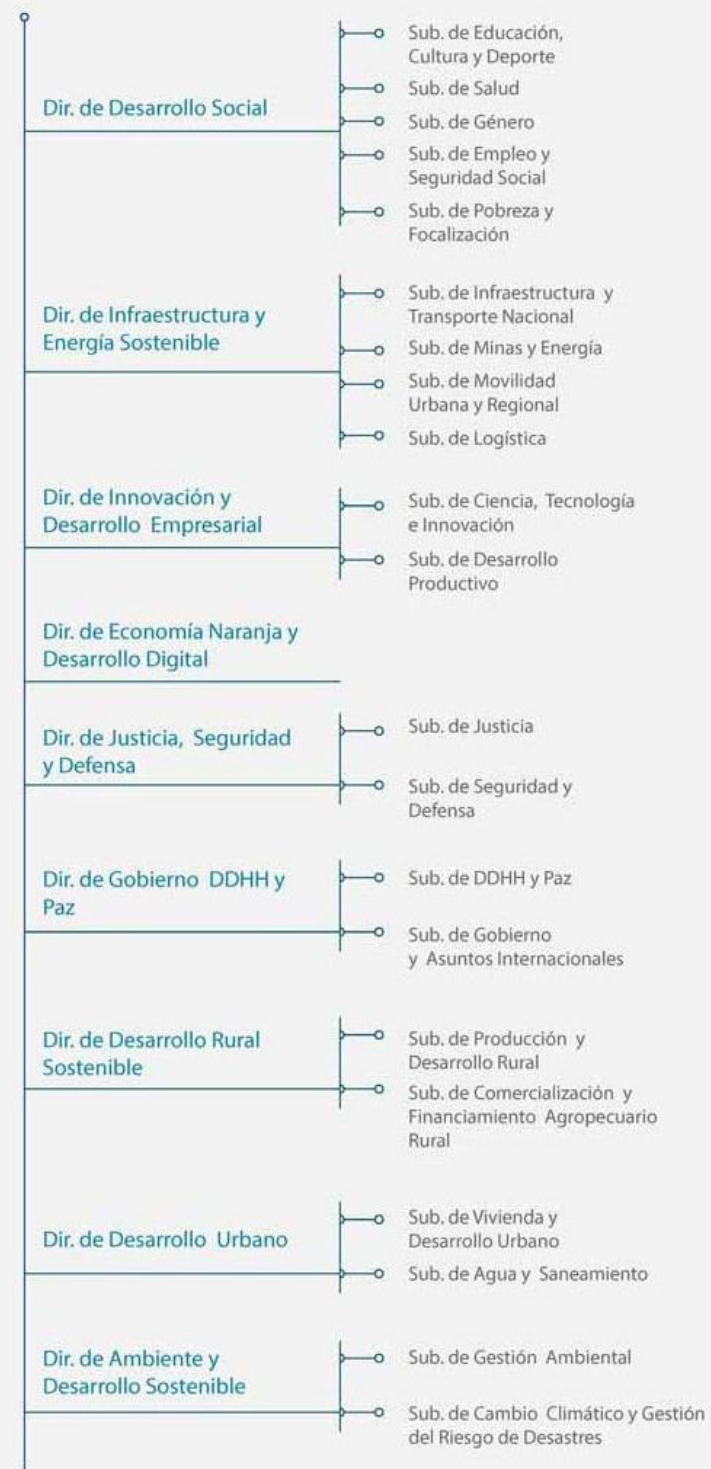 Dir. de Desarrollo Social
Sub. de Educación,
Cultura y Deporte
Sub. de Salud
Sub. de Género
Sub. de Empleo y
Seguridad Social
Sub. de Pobreza y
Focalización
Dir. de Infraestructura y
Energía Sostenible
Sub. de Infraestructura y
Transporte Nacional
Sub. de Minas y Energía
Sub. de Movilidad
Urbana y Regional
Sub. de Logística
Dir. de Innovación y
Desarrollo Empresarial
Sub. de Ciencia, Tecnología
e Innovación
Sub. de Desarrollo
Productivo
Dir. de Economía Naranja y
Desarrollo Digital
Dir. de Justicia, Seguridad
y Defensa
Sub. de Justicia
Sub. de Seguridad y
Defensa
Dir. de Gobierno DDHH y
Paz
Sub. de DDHH y Paz
Sub. de Gobierno
y Asuntos Internacionales
Dir. de Desarrollo Rural
Sostenible
Sub. de Producción y
Desarrollo Rural
Sub. de Comercialización y
Financiamiento Agropecuario
Rural
Dir. de Desarrollo Urbano
Sub. de Vivienda y
Desarrollo Urbano
Sub. de Agua y Saneamiento
Dir. de Ambiente y
Desarrollo Sostenible
Sub. de Gestión Ambiental
Sub. de Cambio Climático y Gestión
del Riesgo de Desastres